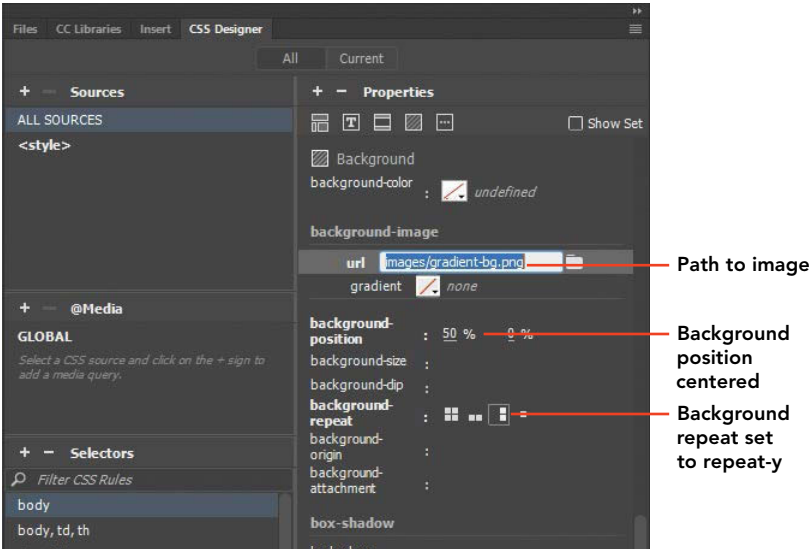 Files CC Libraries Insert CSS Designer
All Current
+ − Sources
ALL SOURCES
<style>
+ − @Media
GLOBAL
Select a CSS source and click on the + sign to
add a media query.
+ − Selectors
Filter CSS Rules
body
body, td, th
+ − Properties
T Show Set
Background
background-color : undefined
background-image
url images/gradient-bg.png
gradient none
background-
position : 50 % 0 %
background-size :
background-clip :
background-
repeat :
background-
origin :
background-
attachment :
box-shadow
Path to image
Background
position
centered
Background
repeat set
to repeat-y